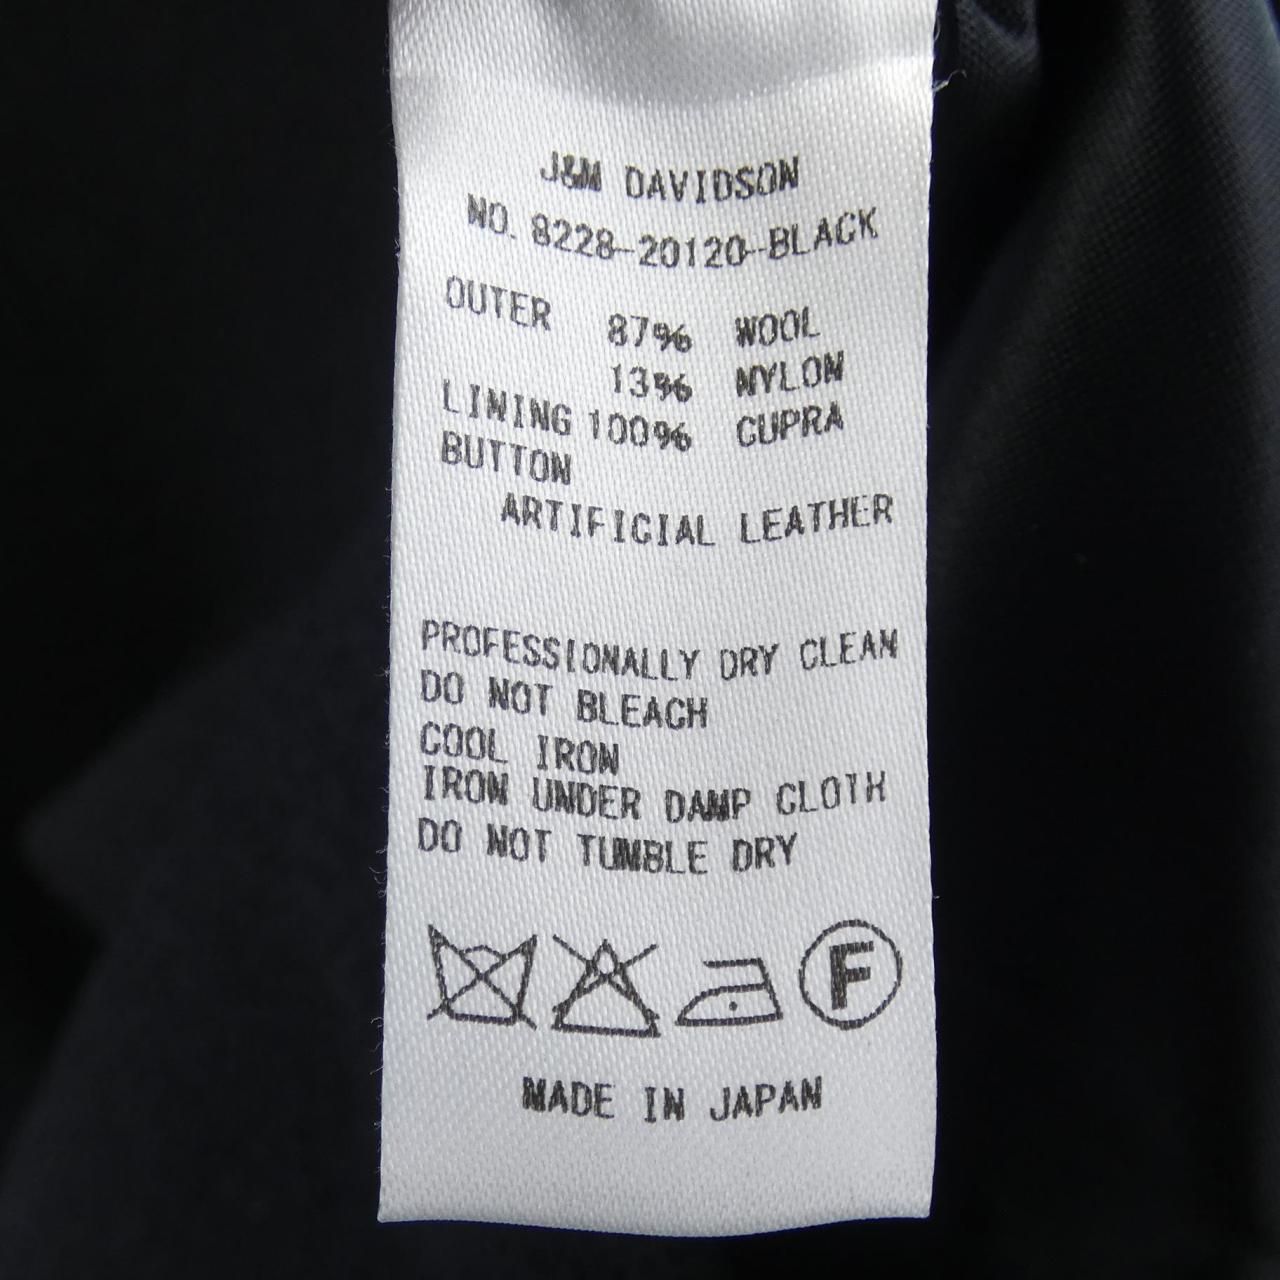 J&M DAVIDSON
NO. 8228-20120-BLACK
OUTER 87% WOOL
13% NYLON
LINING 100% CUPRA
BUTTON
ARTIFICIAL LEATHER
PROFESSIONALLY DRY CLEAN
DO NOT BLEACH
COOL IRON
IRON UNDER DAMP CLOTH
DO NOT TUMBLE DRY
F
MADE IN JAPAN